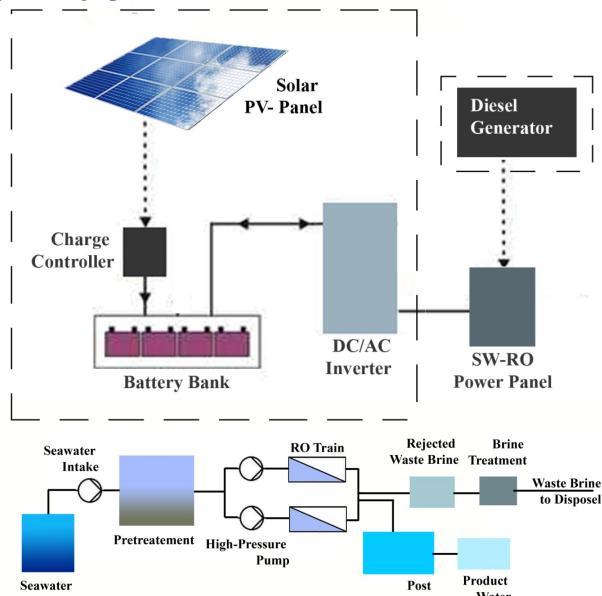 Solar
PV- Panel
Diesel
Generator
Charge
Controller
Battery Bank
DC/AC
Inverter
SW-RO
Power Panel
Seawater
Intake
RO Train
Rejected
Waste Brine
Brine
Treatment
Waste Brine
to Disposel
Pretreatement
High-Pressure
Pump
Seawater
Post
Product
Water